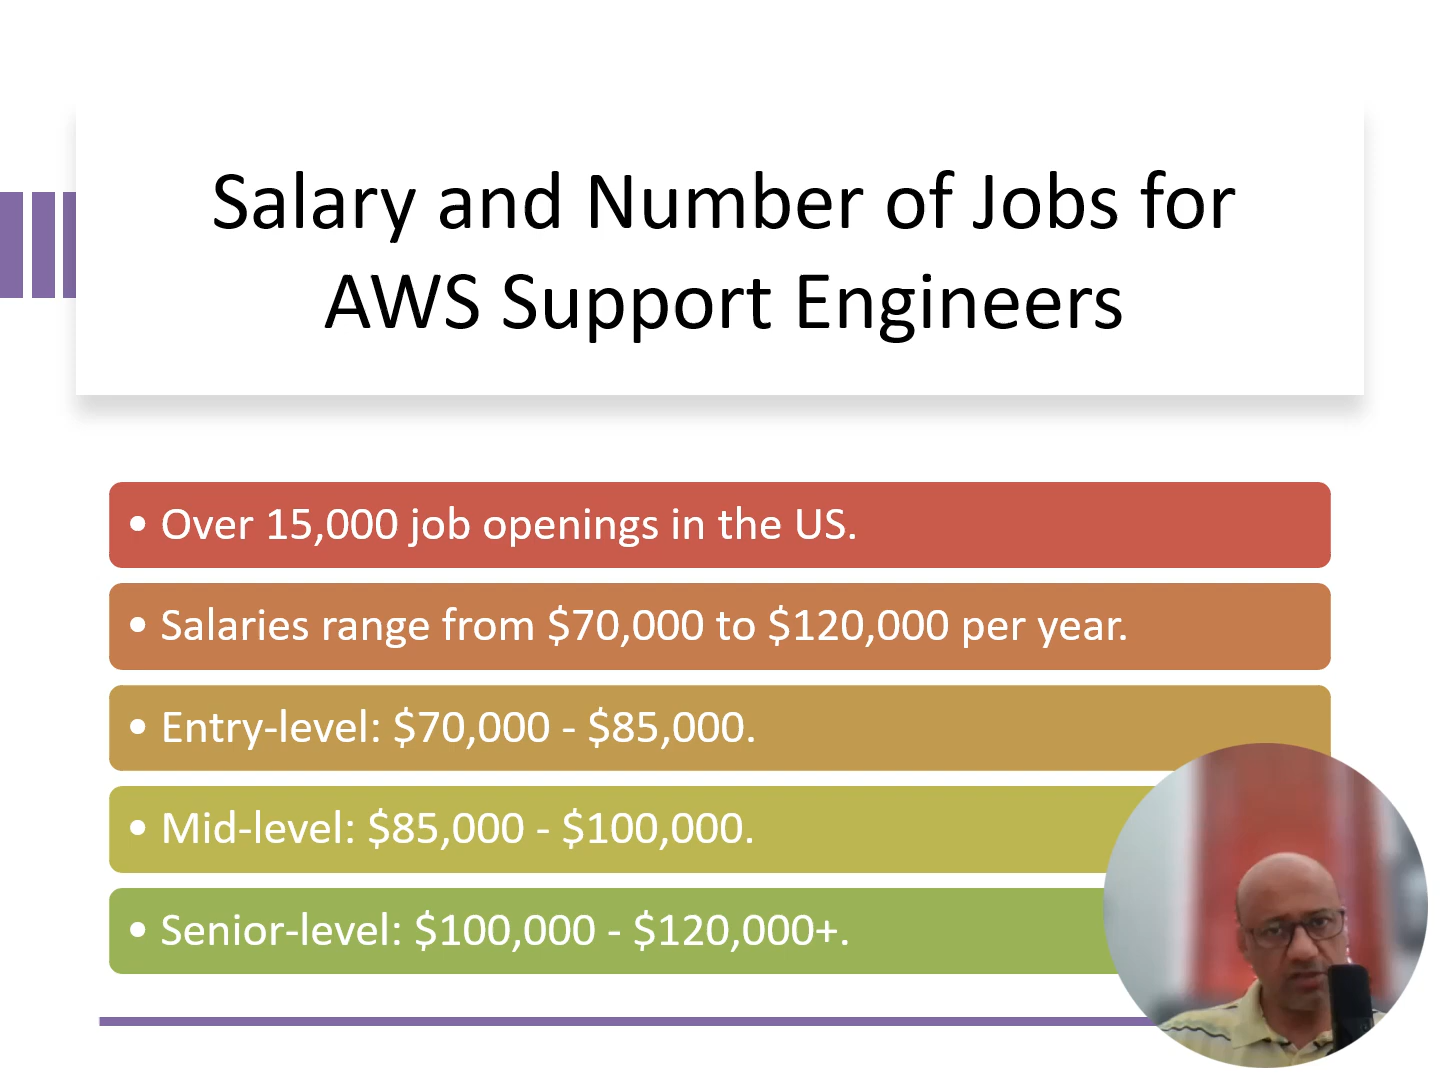 Salary and Number of Jobs for
AWS Support Engineers
• Over 15,000 job openings in the US.
• Salaries range from $70,000 to $120,000 per year.
• Entry-level: $70,000 - $85,000.
• Mid-level: $85,000 - $100,000.
• Senior-level: $100,000 - $120,000+.